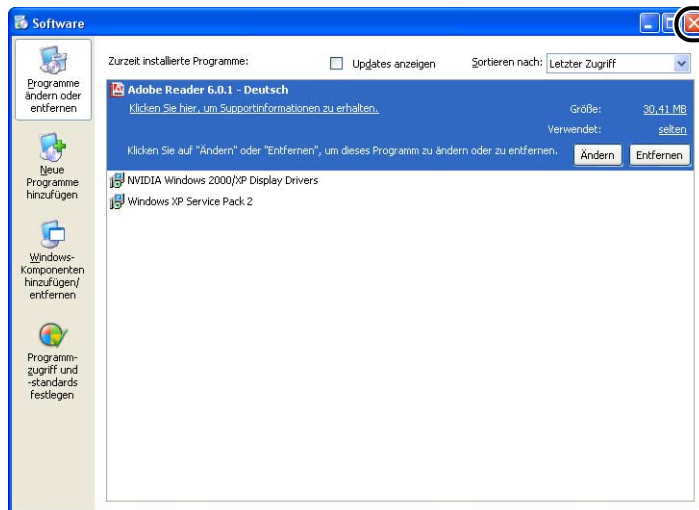 Software
Programme
ändern oder
entfernen
Neue
Programme
hinzufügen
Windows-
Komponenten
hinzufügen/
entfernen
Programm-
zugriff und
-standards
festlegen
Zurzeit installierte Programme:
Updates anzeigen
Sortieren nach: Letzter Zugriff
Adobe Reader 6.0.1 - Deutsch
Klicken Sie hier, um Supportinformationen zu erhalten.
Größe: 30,41 MB
Verwendet: selten
Klicken Sie auf "Ändern" oder "Entfernen", um dieses Programm zu ändern oder zu entfernen.
Ändern Entfernen
NVIDIA Windows 2000/XP Display Drivers
Windows XP Service Pack 2